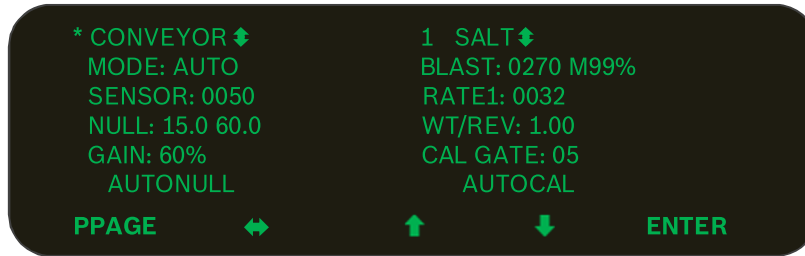 * CONVEYOR ⬍ 1 SALT ⬍
MODE: AUTO BLAST: 0270 M99%
SENSOR: 0050 RATE1: 0032
NULL: 15.0 60.0 WT/REV: 1.00
GAIN: 60% CAL GATE: 05
AUTONULL AUTOCAL
PPAGE ⬌ ⬆ ⬇ ENTER